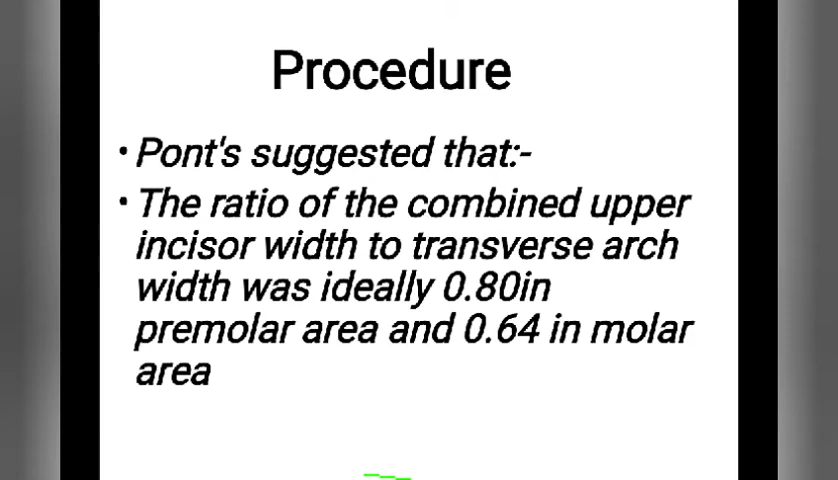 Procedure
• Pont's suggested that:-
• The ratio of the combined upper
incisor width to transverse arch
width was ideally 0.80in
premolar area and 0.64 in molar
area